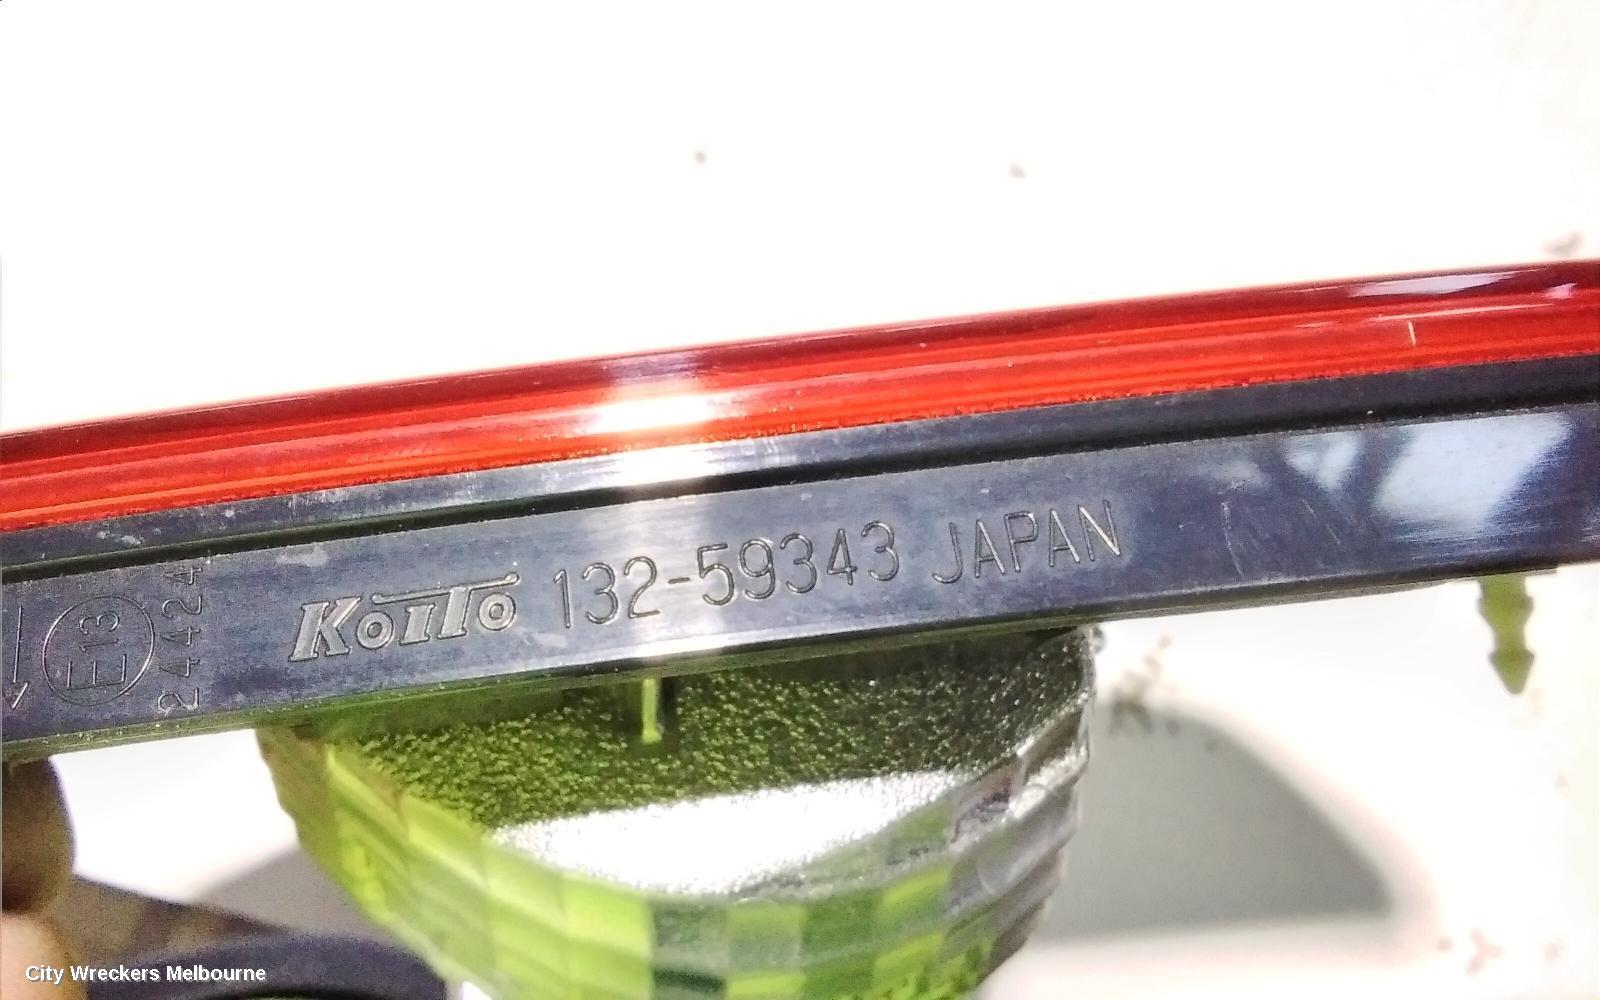 E13
24424
KOITO 132-59343 JAPAN
City Wreckers Melbourne